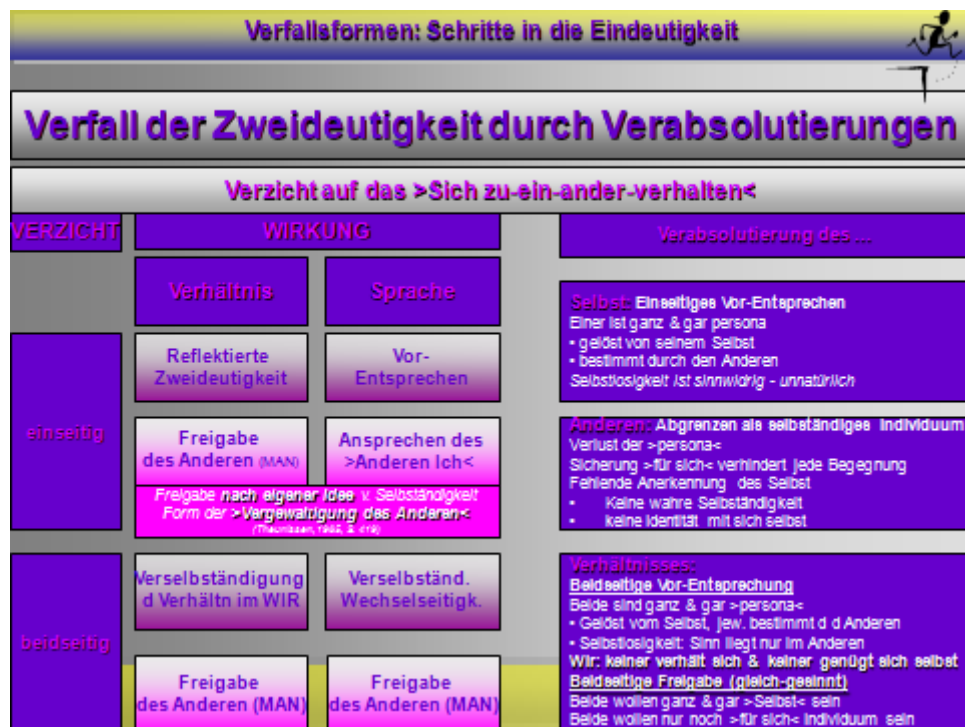 Verfallsformen: Schritte in die Eindeutigkeit
Verfall der Zweideutigkeit durch Verabsolutierungen
Verzicht auf das >Sich zu-ein-ander-verhalten<
VERZICHT
WIRKUNG
Verhältnis
Sprache
einseitig
Reflektierte
Zweideutigkeit
Vor-
Entsprechen
Freigabe
des Anderen (MAN)
Ansprechen des
>Anderen Ich<
Freigabe nach eigener Idee v. Selbständigkeit
Form der >Vergewaltigung des Anderen<
(Theunissen, 1965, S. 419)
beidseitig
Verselbständigung
d Verhältn im WIR
Verselbständ.
Wechselseitigk.
Freigabe
des Anderen (MAN)
Freigabe
des Anderen (MAN)
Verabsolutierung des ...
Selbst: Einseitiges Vor-Entsprechen
Einer ist ganz & gar persona
• gelöst von seinem Selbst
• bestimmt durch den Anderen
Selbstlosigkeit ist sinnwidrig - unnatürlich
Anderen: Abgrenzen als selbständiges Individuum
Verlust der >persona<
Sicherung >für sich< verhindert jede Begegnung
Fehlende Anerkennung des Selbst
• Keine wahre Selbständigkeit
• keine Identität mit sich selbst
Verhältnisses:
Beidseitige Vor-Entsprechung
Beide sind ganz & gar >persona<
• Gelöst vom Selbst, jew. bestimmt d d Anderen
• Selbstlosigkeit: Sinn liegt nur im Anderen
Wir: keiner verhält sich & keiner genügt sich selbst
Beidseitige Freigabe (gleich-gesinnt)
Beide wollen ganz & gar >Selbst< sein
Beide wollen nur noch >für sich< Individuum sein